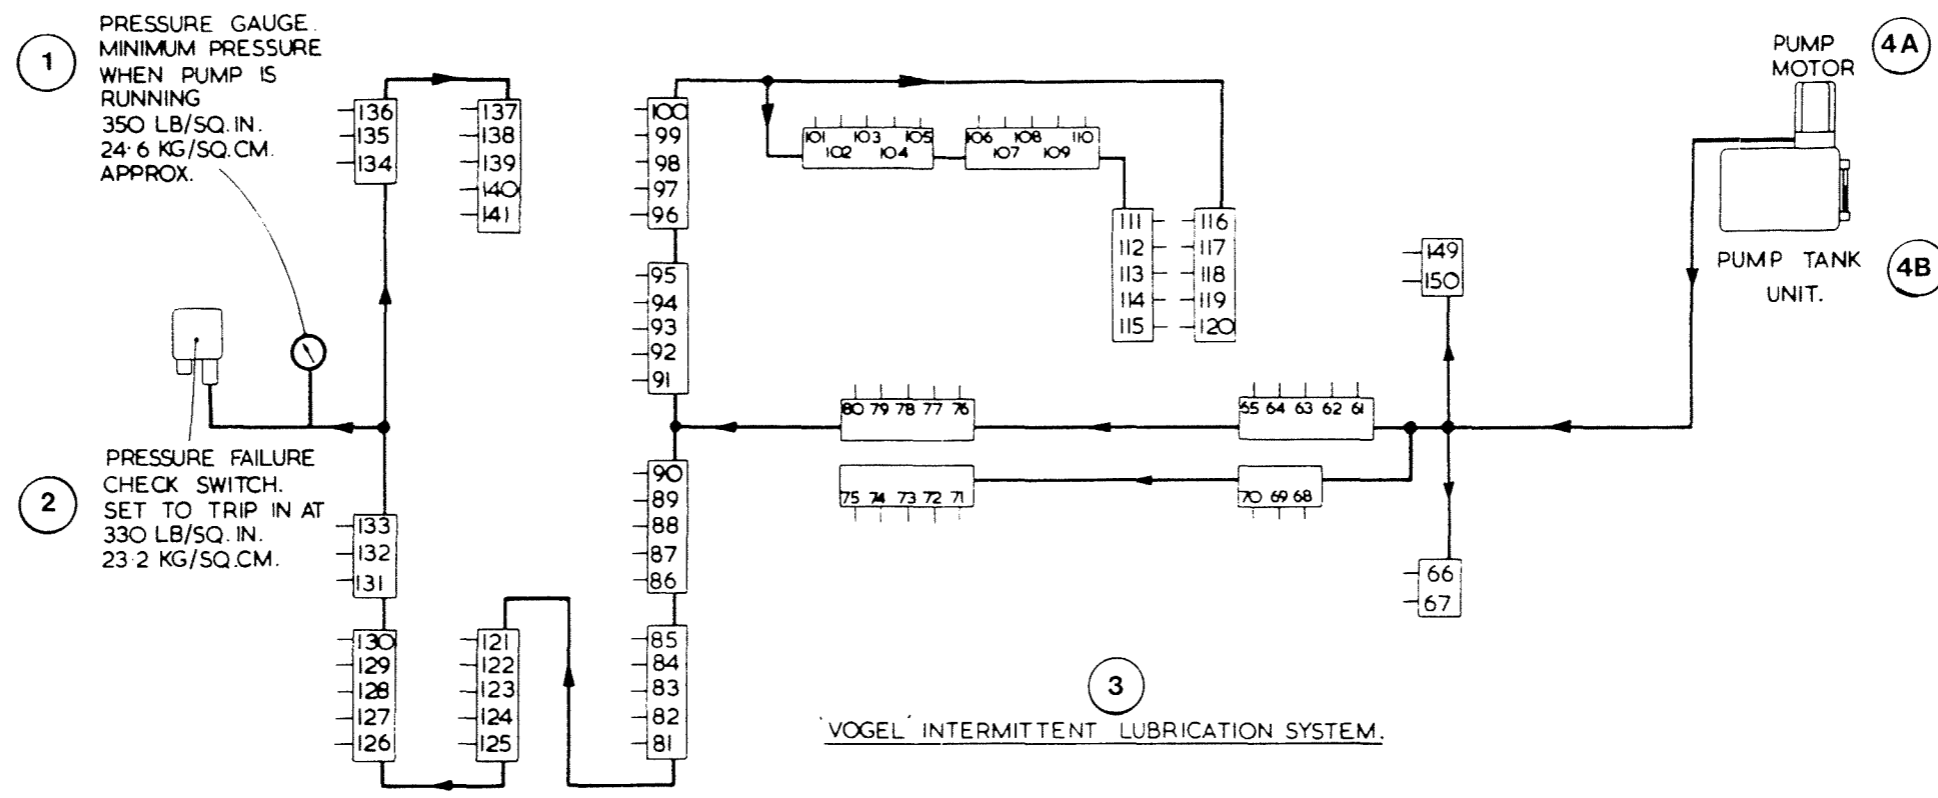 1
PRESSURE GAUGE.
MINIMUM PRESSURE
WHEN PUMP IS
RUNNING
350 LB/SQ.IN.
24·6 KG/SQ.CM.
APPROX.
2
PRESSURE FAILURE
CHECK SWITCH.
SET TO TRIP IN AT
330 LB/SQ.IN.
23·2 KG/SQ.CM.
136
135
134
137
138
139
140
141
133
132
131
130
129
128
127
126
121
122
123
124
125
100
99
98
97
96
95
94
93
92
91
90
89
88
87
86
85
84
83
82
81
101 102 103 104 105
106 107 108 109 110
111
112
113
114
115
116
117
118
119
120
80 79 78 77 76
75 74 73 72 71
65 64 63 62 61
70 69 68
149
150
66
67
PUMP
MOTOR
4A
PUMP TANK
UNIT.
4B
3
'VOGEL' INTERMITTENT LUBRICATION SYSTEM.